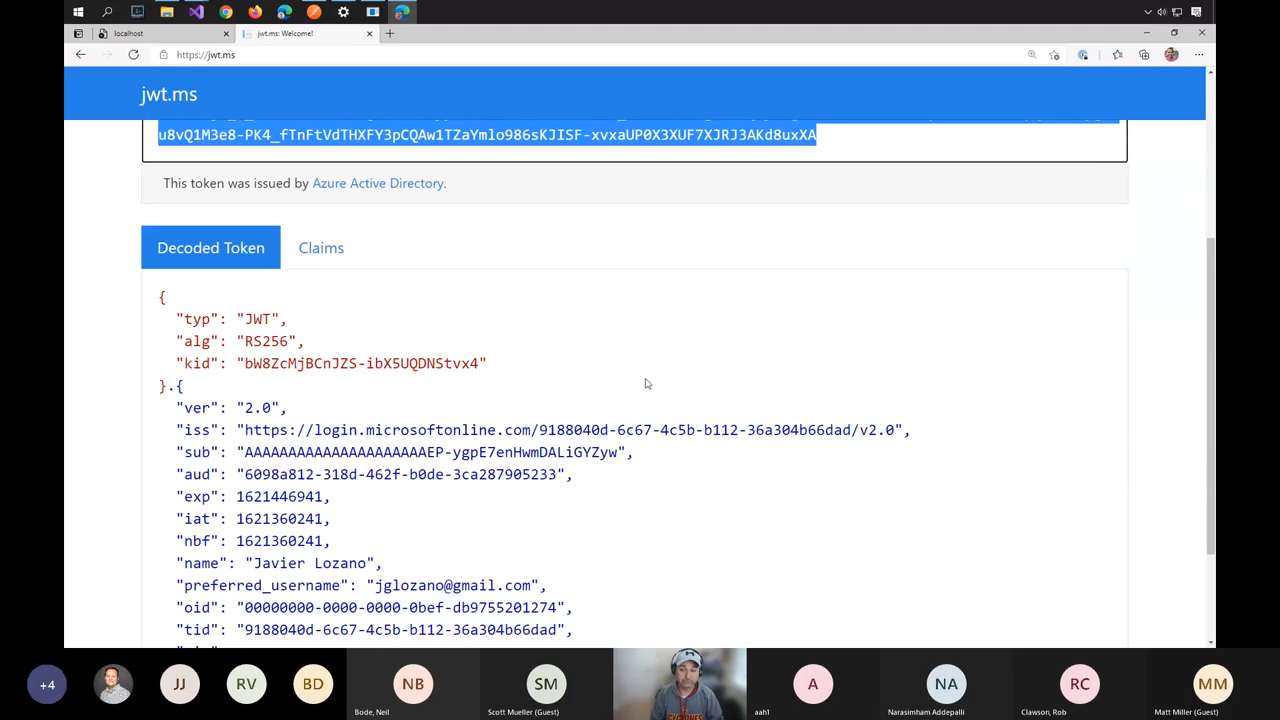 localhost
jwt.ms: Welcome!
https://jwt.ms
jwt.ms
u8vQ1M3e8-PK4_fTnFtVdTHXFY3pCQAw1TZaYmlo986sKJISF-xvxaUP0X3XUF7XJRJ3AKd8uxXA
This token was issued by Azure Active Directory.
Decoded Token
Claims
{
"typ": "JWT",
"alg": "RS256",
"kid": "bW8ZcMjBCnJZS-ibX5UQDNStvx4"
}.{
"ver": "2.0",
"iss": "https://login.microsoftonline.com/9188040d-6c67-4c5b-b112-36a304b66dad/v2.0",
"sub": "AAAAAAAAAAAAAAAAAAAAAEP-ygpE7enHwmDALiGYZyw",
"aud": "6098a812-318d-462f-b0de-3ca287905233",
"exp": 1621446941,
"iat": 1621360241,
"nbf": 1621360241,
"name": "Javier Lozano",
"preferred_username": "jglozano@gmail.com",
"oid": "00000000-0000-0000-0bef-db9755201274",
"tid": "9188040d-6c67-4c5b-b112-36a304b66dad",
+4
JJ
RV
BD
NB
SM
A
NA
RC
MM
Bode, Neil
Scott Mueller (Guest)
aah1
Narasimham Addepalli
Clawson, Rob
Matt Miller (Guest)